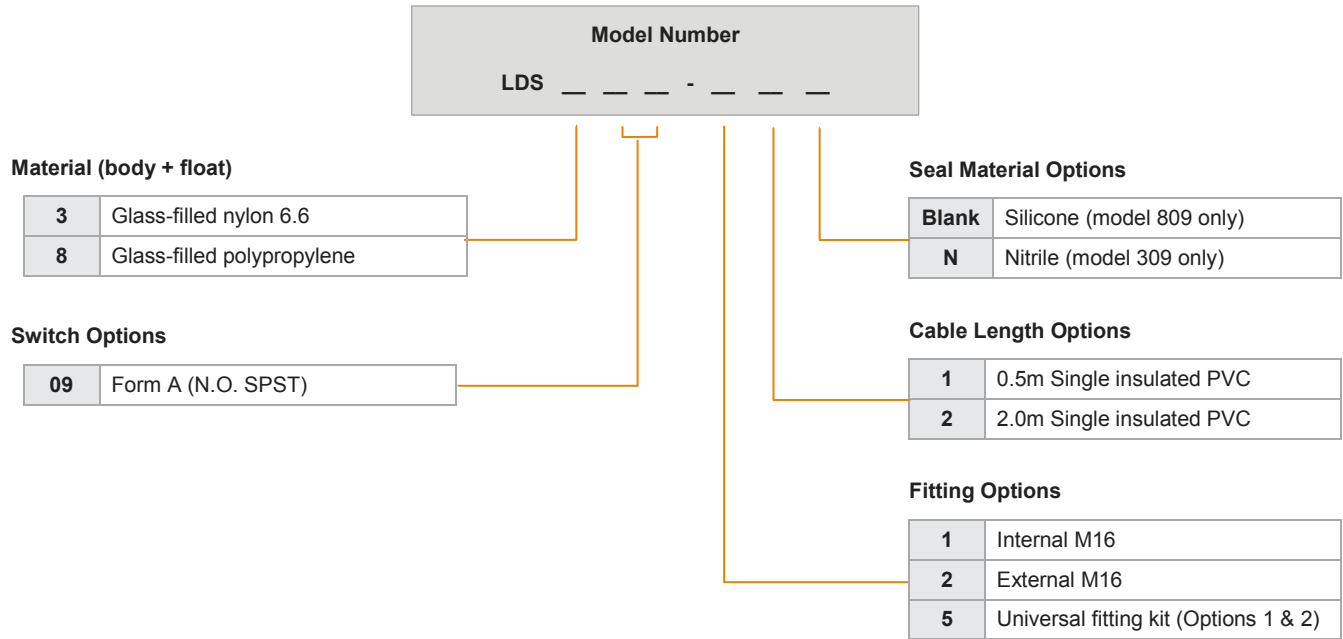 Model Number
LDS __ __ __ - __ __ __
Material (body + float)
3 Glass-filled nylon 6.6
8 Glass-filled polypropylene
Switch Options
09 Form A (N.O. SPST)
Seal Material Options
Blank Silicone (model 809 only)
N Nitrile (model 309 only)
Cable Length Options
1 0.5m Single insulated PVC
2 2.0m Single insulated PVC
Fitting Options
1 Internal M16
2 External M16
5 Universal fitting kit (Options 1 & 2)